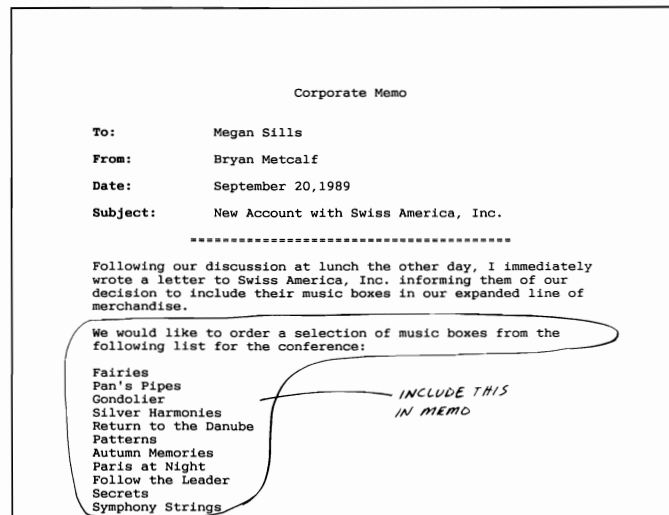 Corporate Memo
To: Megan Sills
From: Bryan Metcalf
Date: September 20,1989
Subject: New Account with Swiss America, Inc.
========================================
Following our discussion at lunch the other day, I immediately
wrote a letter to Swiss America, Inc. informing them of our
decision to include their music boxes in our expanded line of
merchandise.
We would like to order a selection of music boxes from the
following list for the conference:
Fairies
Pan's Pipes
Gondolier
Silver Harmonies
Return to the Danube
Patterns
Autumn Memories
Paris at Night
Follow the Leader
Secrets
Symphony Strings
INCLUDE THIS
IN MEMO